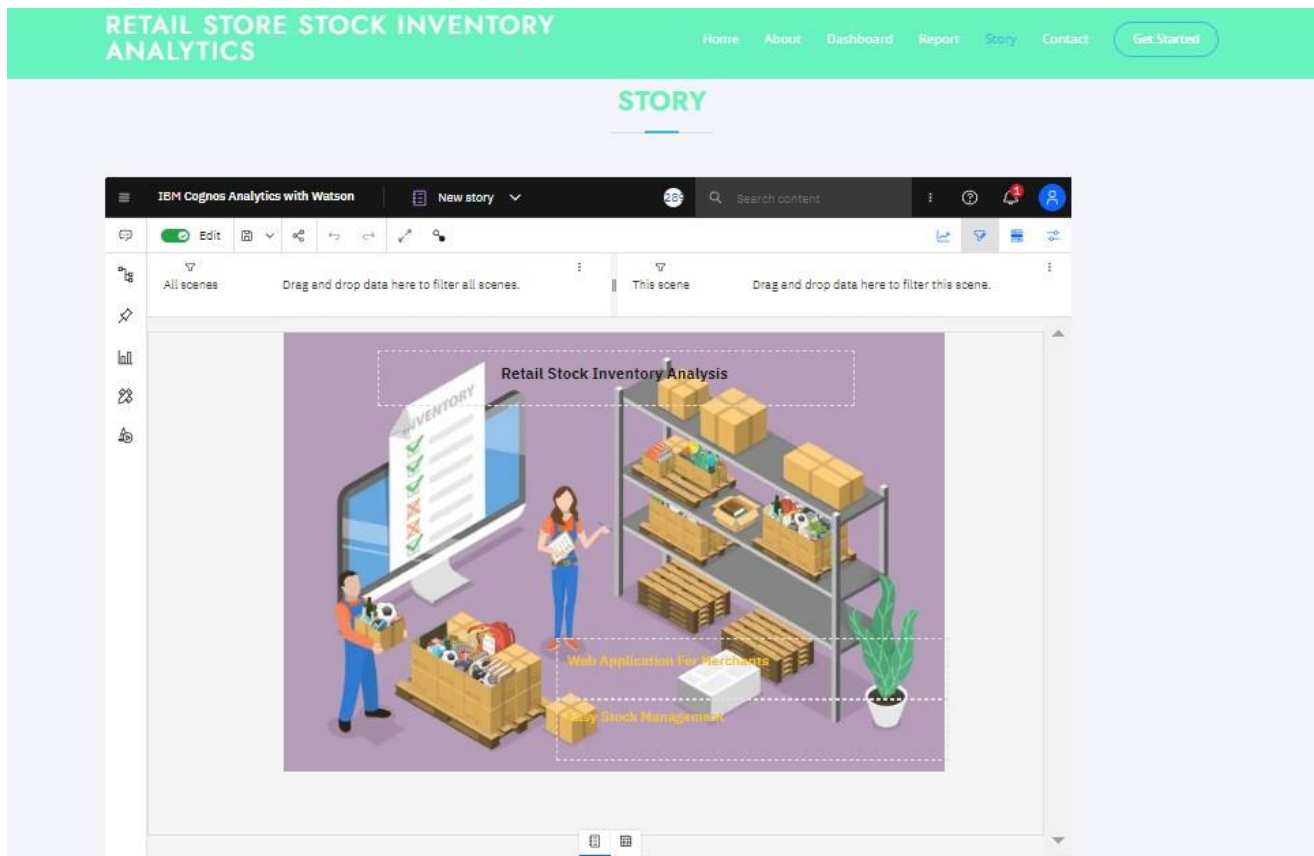 RETAIL STORE STOCK INVENTORY
ANALYTICS
Home About Dashboard Report Story Contact Get Started
STORY
IBM Cognos Analytics with Watson New story 289 Search content 1
Edit
All scenes Drag and drop data here to filter all scenes. This scene Drag and drop data here to filter this scene.
Retail Stock Inventory Analysis
INVENTORY
Web Application For Merchants
Easy Stock Management